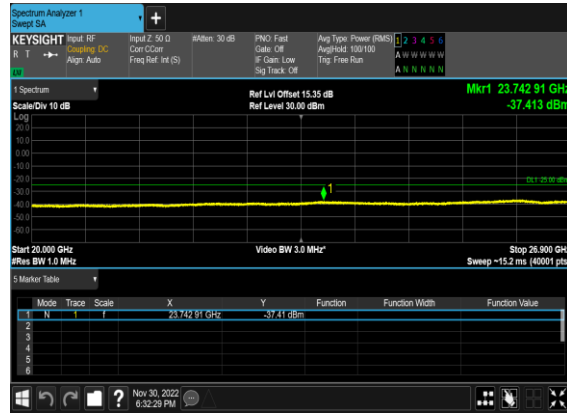 Spectrum Analyzer 1
Swept SA
+
KEYSIGHT Input: RF Input Z: 50 Ω #Atten: 30 dB PNO: Fast Avg Type: Power (RMS) 1 2 3 4 5 6
R T Coupling: DC Corr CCorr Gate: Off Avg|Hold: 100/100 A W W W W W
Align: Auto Freq Ref: Int (S) IF Gain: Low Trig: Free Run
Sig Track: Off A N N N N N
1 Spectrum Ref Lvl Offset 15.35 dB Mkr1 23.742 91 GHz
Scale/Div 10 dB Ref Level 30.00 dBm -37.413 dBm
Log
20.0
10.0
0.00
-10.0
-20.0 DL1 -25.00 dBm
-30.0 1
-40.0
-50.0
-60.0
Start 20.000 GHz Video BW 3.0 MHz* Stop 26.900 GHz
#Res BW 1.0 MHz Sweep ~15.2 ms (40001 pts)
5 Marker Table
Mode Trace Scale X Y Function Function Width Function Value
1 N 1 f 23.742 91 GHz -37.41 dBm
2
3
4
5
6
? Nov 30, 2022
6:32:29 PM